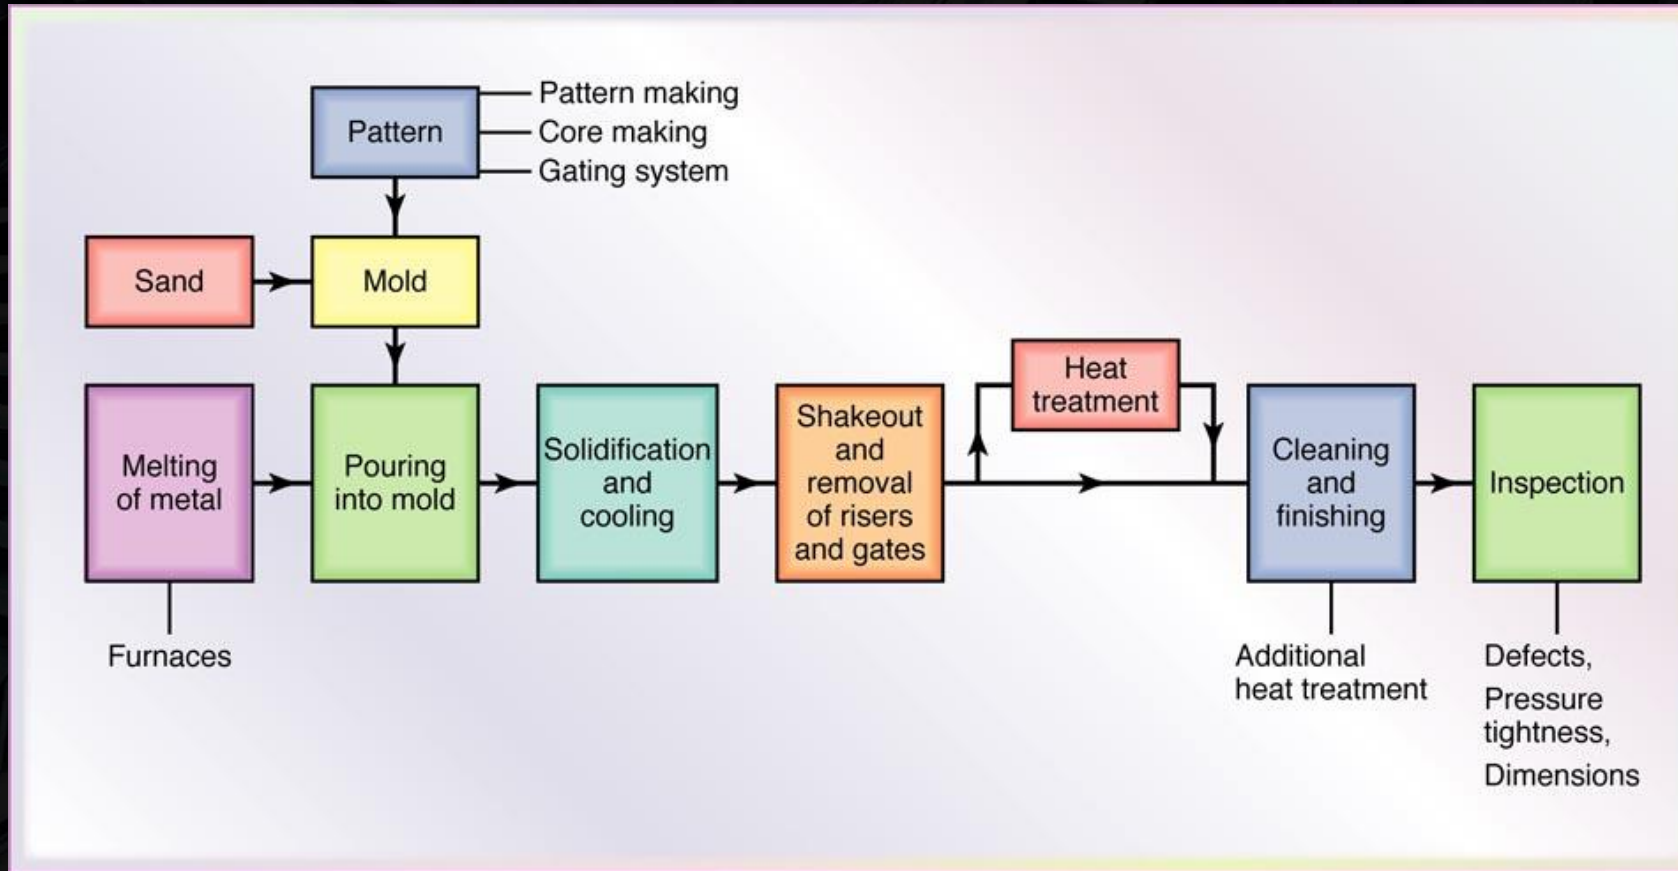 Pattern
Pattern making
Core making
Gating system
Sand
Mold
Heat
treatment
Melting
of metal
Pouring
into mold
Solidification
and
cooling
Shakeout
and
removal
of risers
and gates
Cleaning
and
finishing
Inspection
Furnaces
Additional
heat treatment
Defects,
Pressure
tightness,
Dimensions